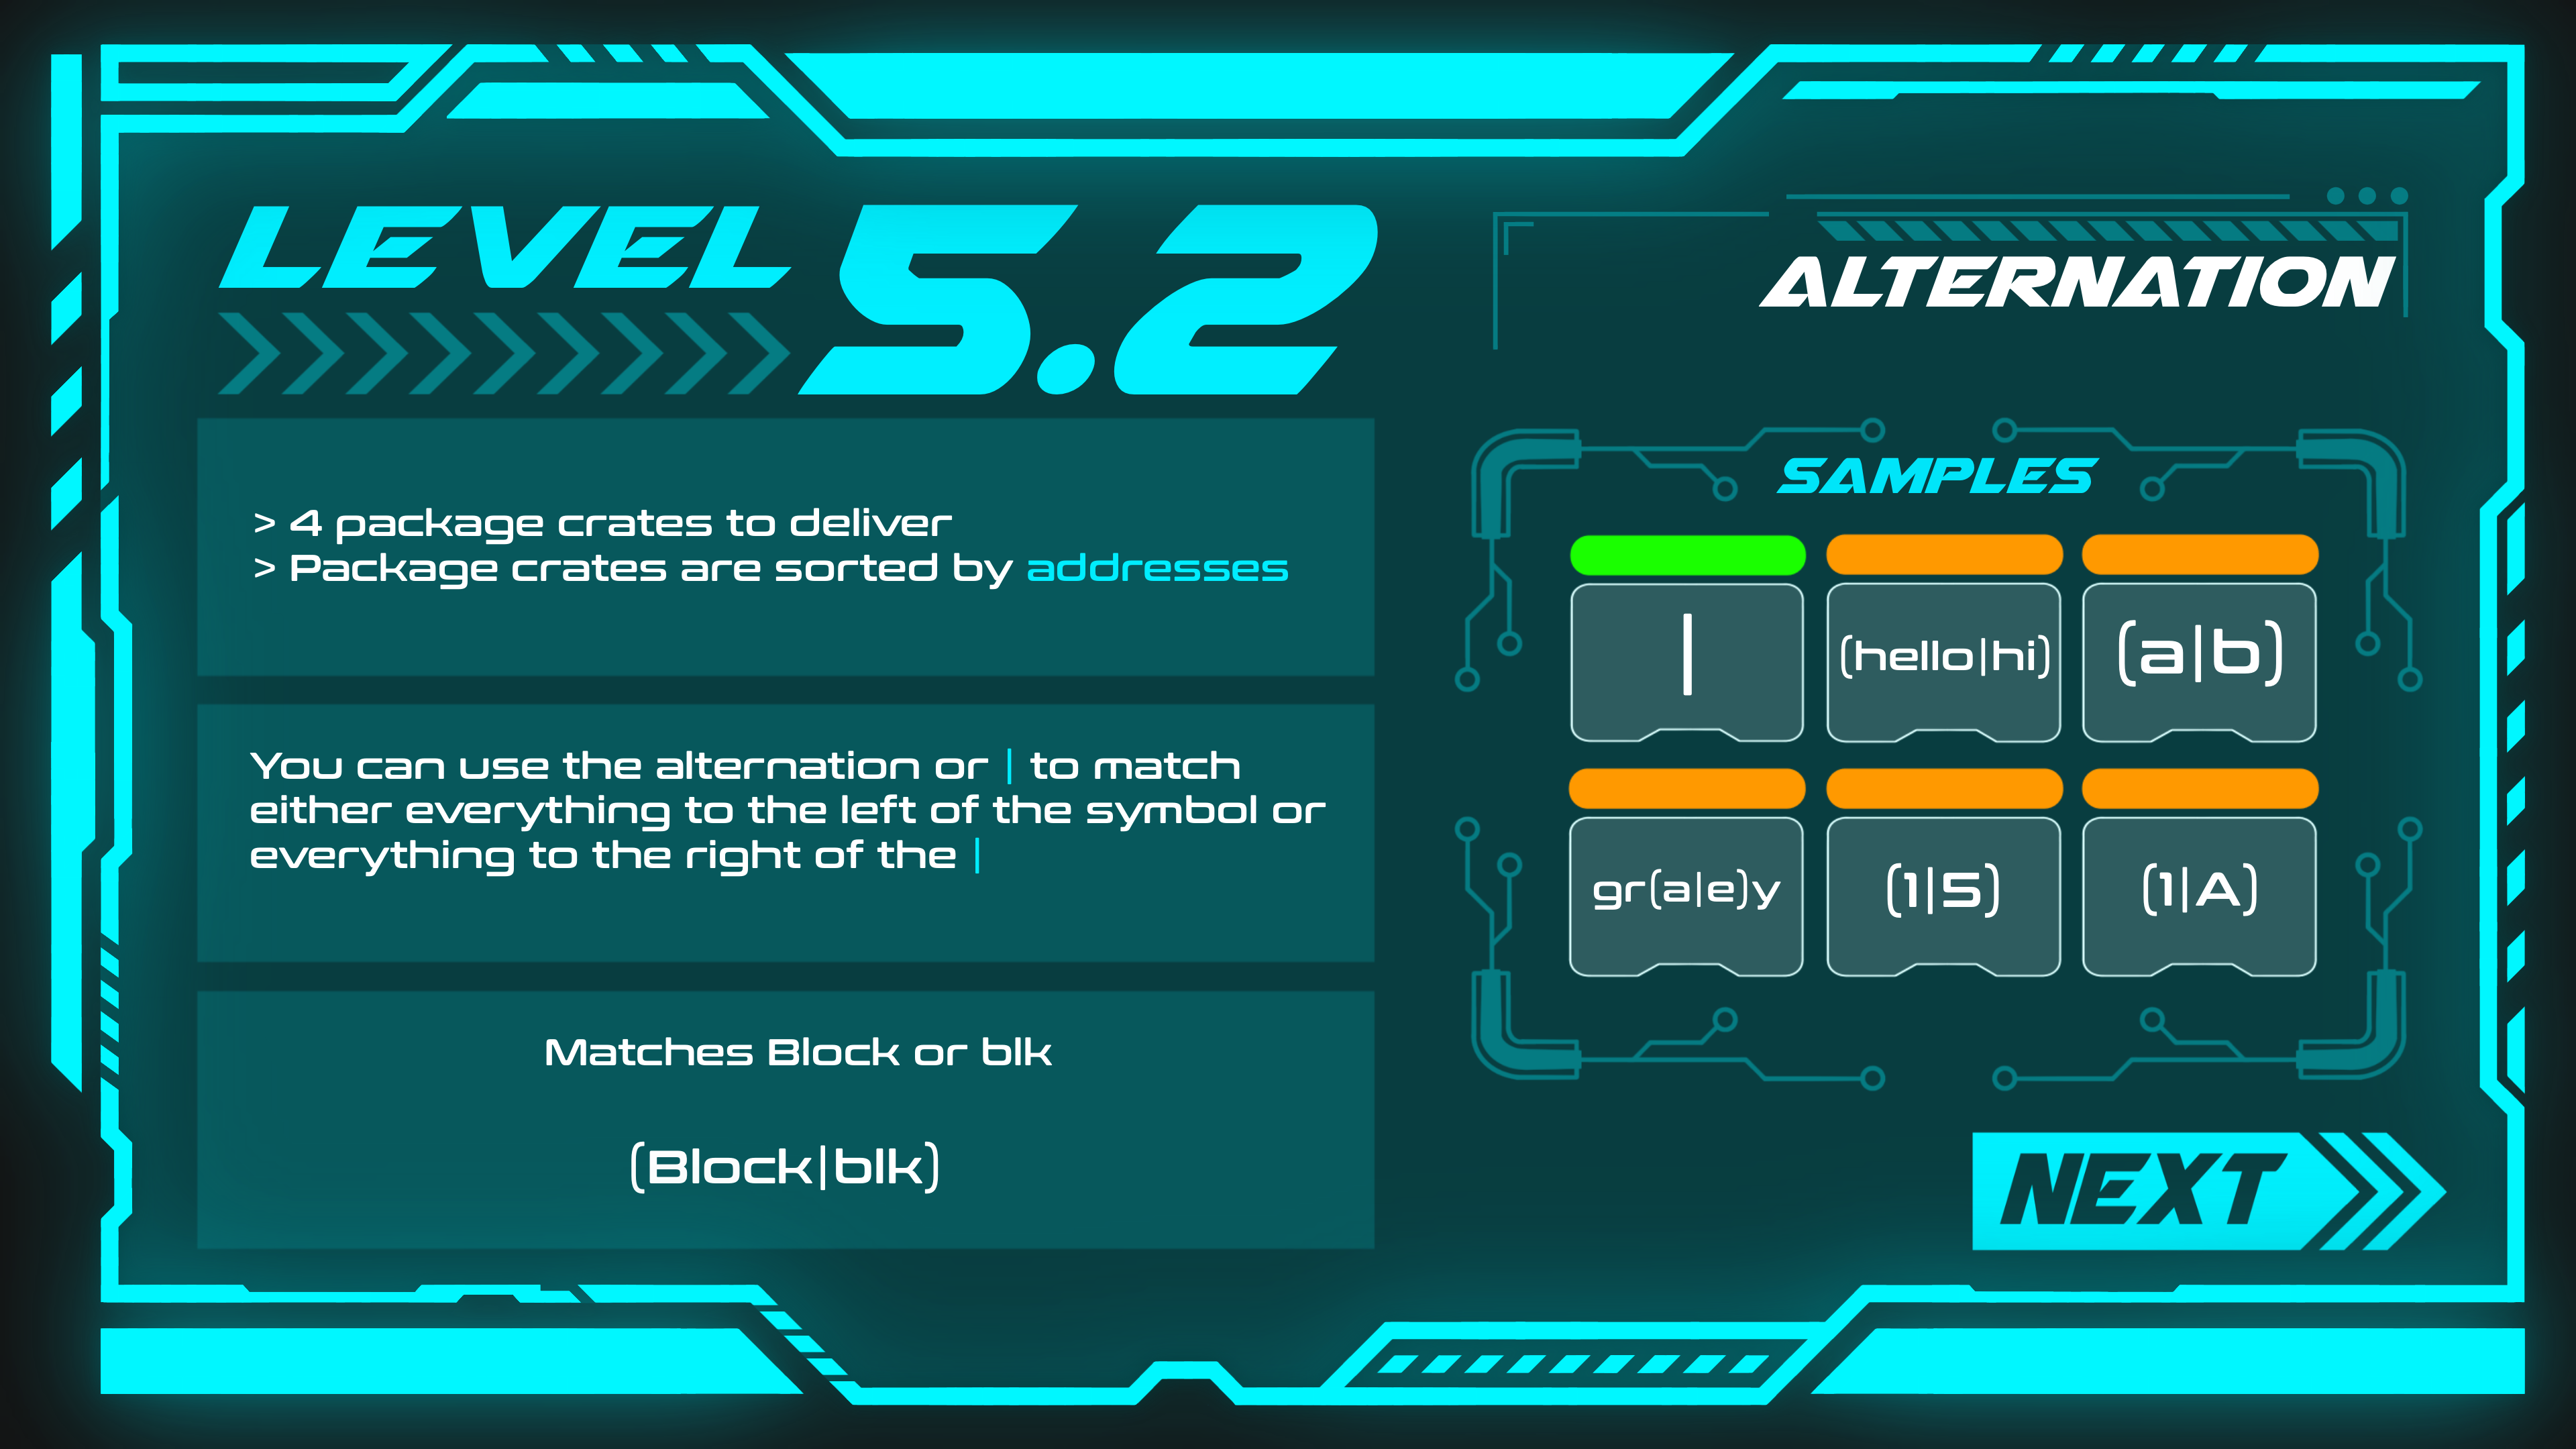 LEVEL 5.2
ALTERNATION
> 4 package crates to deliver
> Package crates are sorted by addresses
You can use the alternation or | to match
either everything to the left of the symbol or
everything to the right of the |
Matches Block or blk
(Block|blk)
SAMPLES
|
(hello|hi)
(a|b)
gr(a|e)y
(1|S)
(1|A)
NEXT